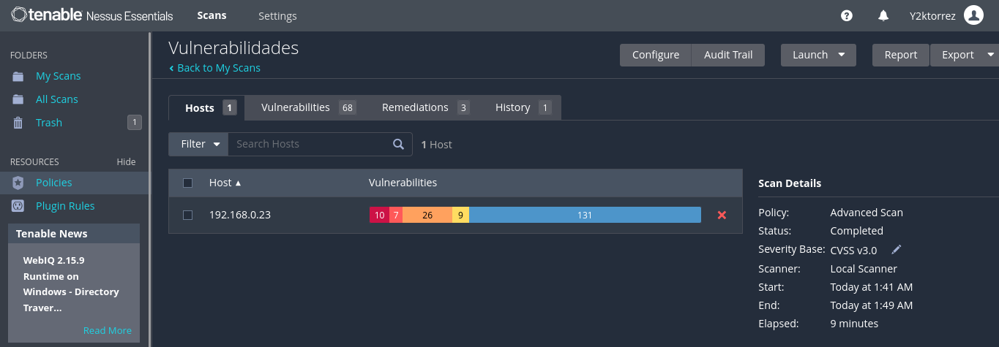 tenable Nessus Essentials Scans Settings Y2ktorrez
FOLDERS
My Scans
All Scans
Trash 1
RESOURCES Hide
Policies
Plugin Rules
Tenable News
WebIQ 2.15.9
Runtime on
Windows - Directory
Traver...
Read More
Vulnerabilidades
Back to My Scans
Configure Audit Trail Launch Report Export
Hosts 1 Vulnerabilities 68 Remediations 3 History 1
Filter Search Hosts 1 Host
Host Vulnerabilities
192.168.0.23 10 7 26 9 131
Scan Details
Policy: Advanced Scan
Status: Completed
Severity Base: CVSS v3.0
Scanner: Local Scanner
Start: Today at 1:41 AM
End: Today at 1:49 AM
Elapsed: 9 minutes